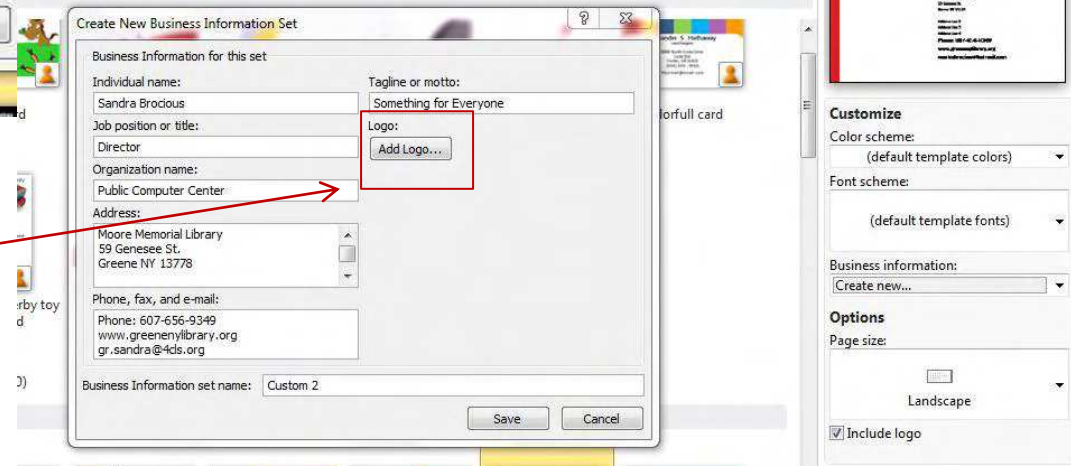 Create New Business Information Set
Business Information for this set
Individual name:
Sandra Brocious
Job position or title:
Director
Organization name:
Public Computer Center
Address:
Moore Memorial Library
59 Genesee St.
Greene NY 13778
Phone, fax, and e-mail:
Phone: 607-656-9349
www.greenenylibrary.org
gr.sandra@4cls.org
Tagline or motto:
Something for Everyone
Logo:
Add Logo...
Business Information set name: Custom 2
Save Cancel
lorfull card
rd
erby toy
d
0)
Customize
Color scheme:
(default template colors)
Font scheme:
(default template fonts)
Business information:
Create new...
Options
Page size:
Landscape
Include logo